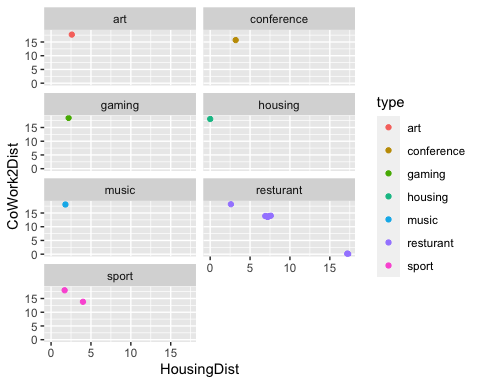 art conference
15
10
5
0
gaming housing
15
10
5
0
music resturant
15
10
5
0
0 5 10 15
sport
15
10
5
0
0 5 10 15
HousingDist
CoWork2Dist
type
art
conference
gaming
housing
music
resturant
sport